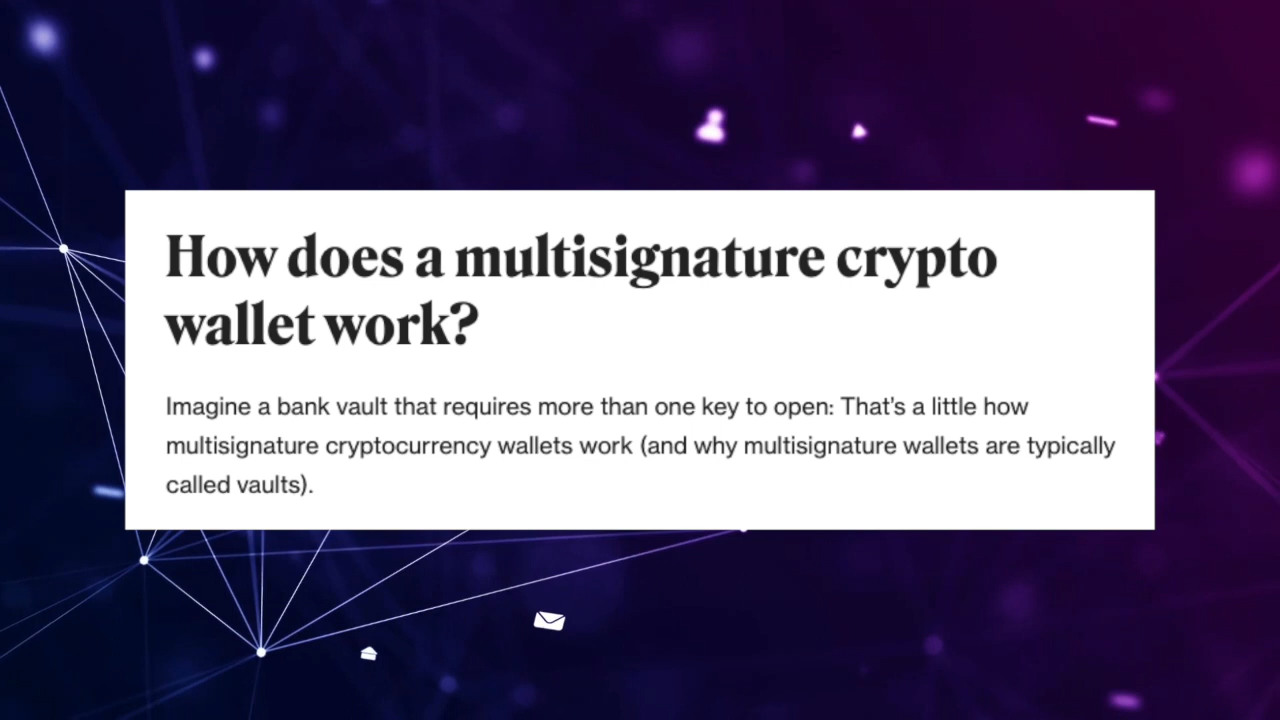 How does a multisignature crypto
wallet work?
Imagine a bank vault that requires more than one key to open: That's a little how
multisignature cryptocurrency wallets work (and why multisignature wallets are typically
called vaults).